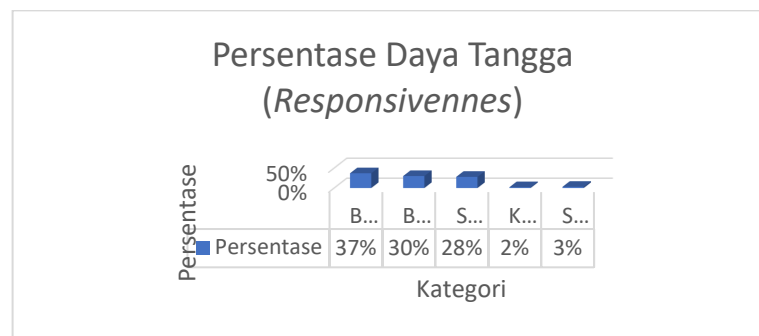 Persentase Daya Tangga
(Responsivennes)
Persentase
50%
0%
B... B... S... K... S...
Persentase 37% 30% 28% 2% 3%
Kategori